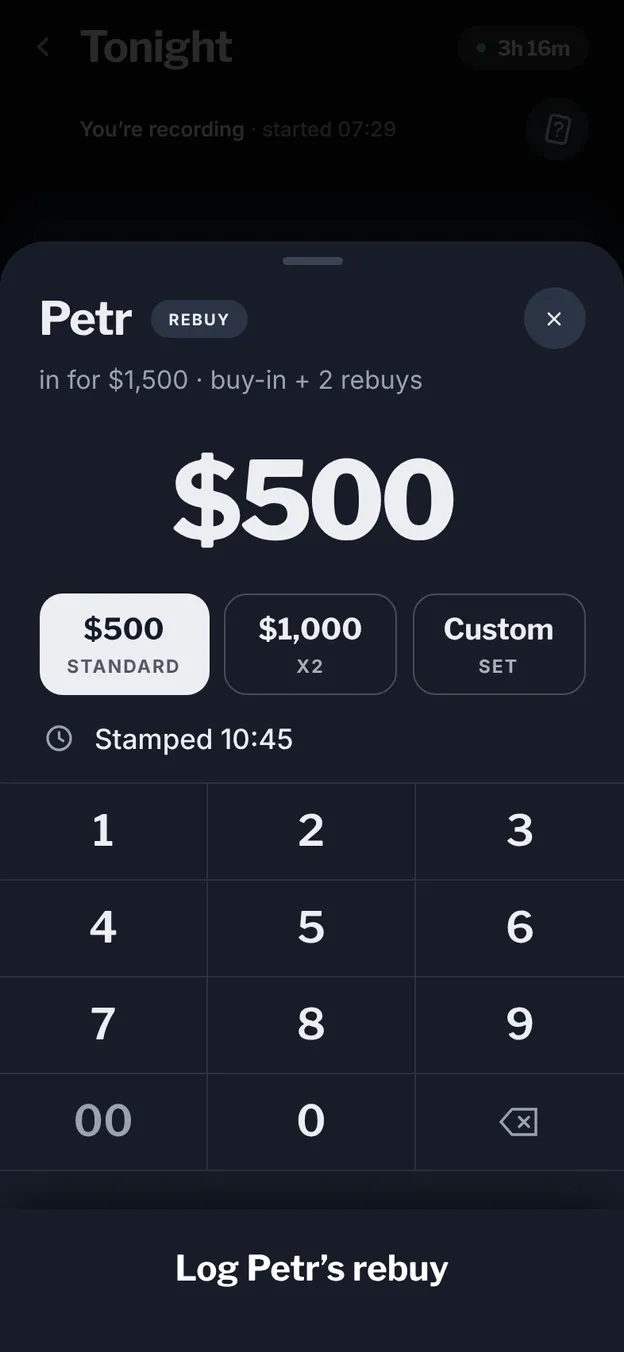 Tonight
3h 16m
You're recording · started 07:29
?
Petr
REBUY
in for $1,500 · buy-in + 2 rebuys
$500
$500
STANDARD
$1,000
X2
Custom
SET
Stamped 10:45
1 2 3
4 5 6
7 8 9
00 0
Log Petr’s rebuy